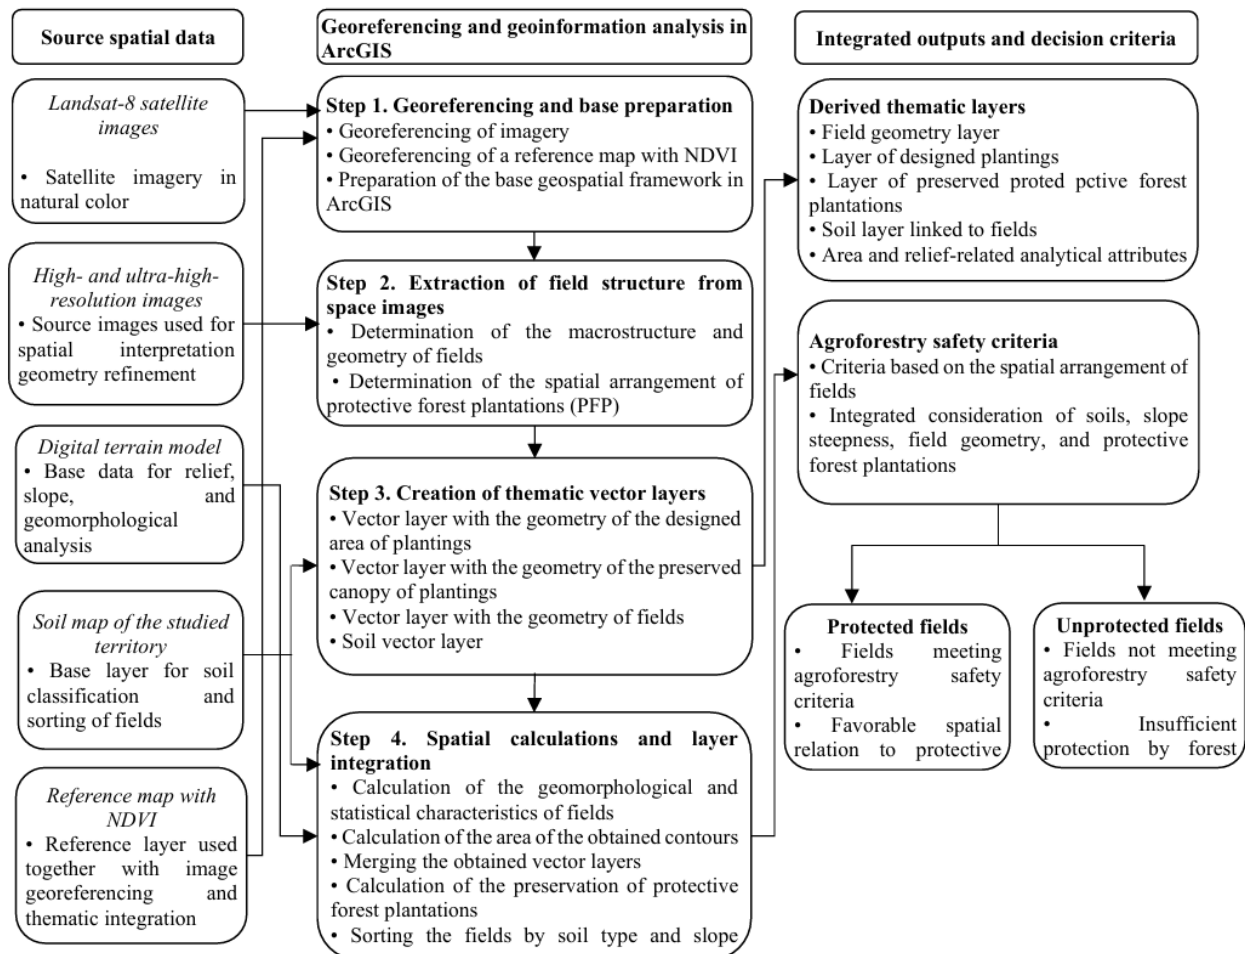 Source spatial data
Landsat-8 satellite
images
• Satellite imagery in
natural color
High- and ultra-high-
resolution images
• Source images used for
spatial interpretation
geometry refinement
Digital terrain model
• Base data for relief,
slope, and
geomorphological
analysis
Soil map of the studied
territory
• Base layer for soil
classification and
sorting of fields
Reference map with
NDVI
• Reference layer used
together with image
georeferencing and
thematic integration
Georeferencing and geoinformation analysis in
ArcGIS
Step 1. Georeferencing and base preparation
• Georeferencing of imagery
• Georeferencing of a reference map with NDVI
• Preparation of the base geospatial framework in
ArcGIS
Step 2. Extraction of field structure from
space images
• Determination of the macrostructure and
geometry of fields
• Determination of the spatial arrangement of
protective forest plantations (PFP)
Step 3. Creation of thematic vector layers
• Vector layer with the geometry of the designed
area of plantings
• Vector layer with the geometry of the preserved
canopy of plantings
• Vector layer with the geometry of fields
• Soil vector layer
Step 4. Spatial calculations and layer
integration
• Calculation of the geomorphological and
statistical characteristics of fields
• Calculation of the area of the obtained contours
• Merging the obtained vector layers
• Calculation of the preservation of protective
forest plantations
• Sorting the fields by soil type and slope
Integrated outputs and decision criteria
Derived thematic layers
• Field geometry layer
• Layer of designed plantings
• Layer of preserved proted pctive forest
plantations
• Soil layer linked to fields
• Area and relief-related analytical attributes
Agroforestry safety criteria
• Criteria based on the spatial arrangement of
fields
• Integrated consideration of soils, slope
steepness, field geometry, and protective
forest plantations
Protected fields
• Fields meeting
agroforestry safety
criteria
• Favorable spatial
relation to protective
Unprotected fields
• Fields not meeting
agroforestry safety
criteria
• Insufficient
protection by forest